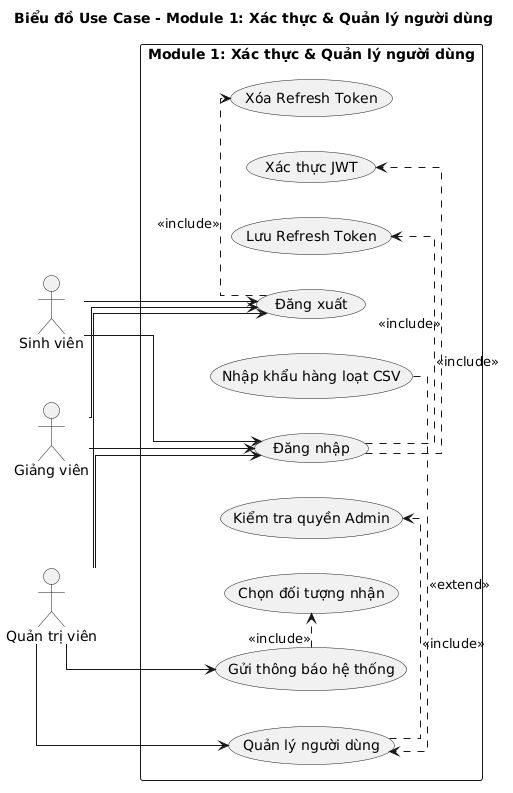 Biểu đồ Use Case - Module 1: Xác thực & Quản lý người dùng
Module 1: Xác thực & Quản lý người dùng
Xóa Refresh Token
Xác thực JWT
«include»
Lưu Refresh Token
Đăng xuất
«include»
Sinh viên
«include»
Nhập khẩu hàng loạt CSV
Đăng nhập
Giảng viên
Kiểm tra quyền Admin
Chọn đối tượng nhận
«extend»
Quản trị viên
«include»
«include»
Gửi thông báo hệ thống
Quản lý người dùng